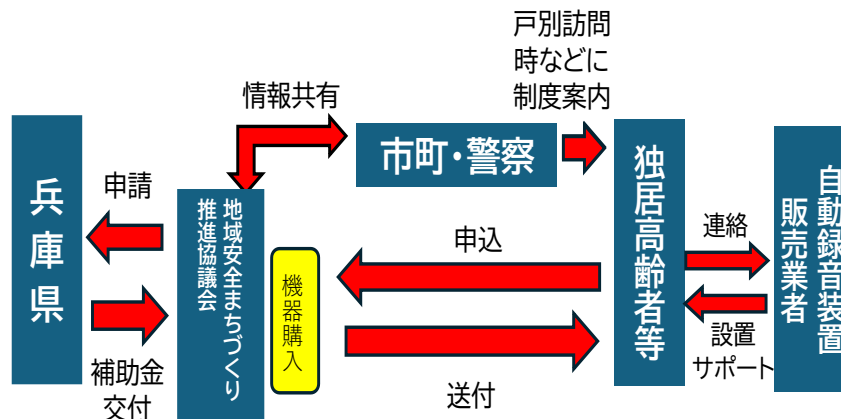 戸別訪問
時などに
制度案内
情報共有
市町・警察
兵庫県
申請
補助金
交付
地域安全まちづくり
推進協議会
機器購入
申込
送付
独居高齢者等
連絡
設置
サポート
自動録音装置
販売業者